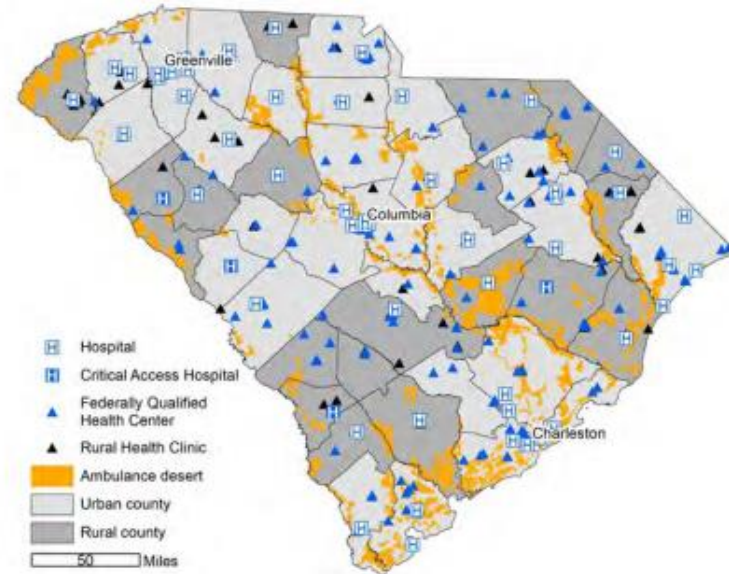 Greenville
Columbia
Charleston
Hospital
Critical Access Hospital
Federally Qualified
Health Center
Rural Health Clinic
Ambulance desert
Urban county
Rural county
50 Miles